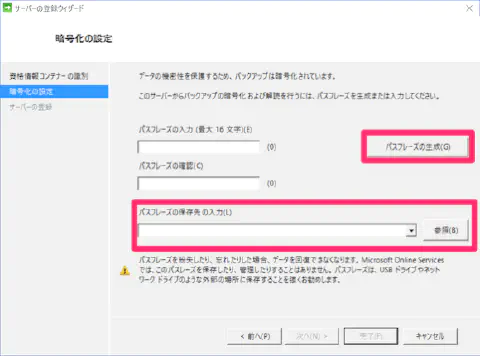 サーバーの登録ウィザード
暗号化の設定
資格情報コンテナーの識別
暗号化の設定
サーバーの登録
データの機密性を保護するため、バックアップは暗号化されています。
このサーバーからバックアップの暗号化および解読を行うには、パスフレーズを生成または入力してください。
パスフレーズの入力 (最大 16 文字)(E)
(0)
パスフレーズの生成(G)
パスフレーズの確認(C)
(0)
パスフレーズの保存先の入力(L)
参照(B)
パスフレーズを紛失したり、忘れたりした場合、データを回復できなくなります。Microsoft Online Services
では、このパスレーズを保存したり、管理したりすることはありません。パスフレーズは、USB ドライブやネット
ワーク ドライブのような外部の場所に保存することを強くお勧めします。
< 前へ(P)
次へ(N) >
完了(F)
キャンセル